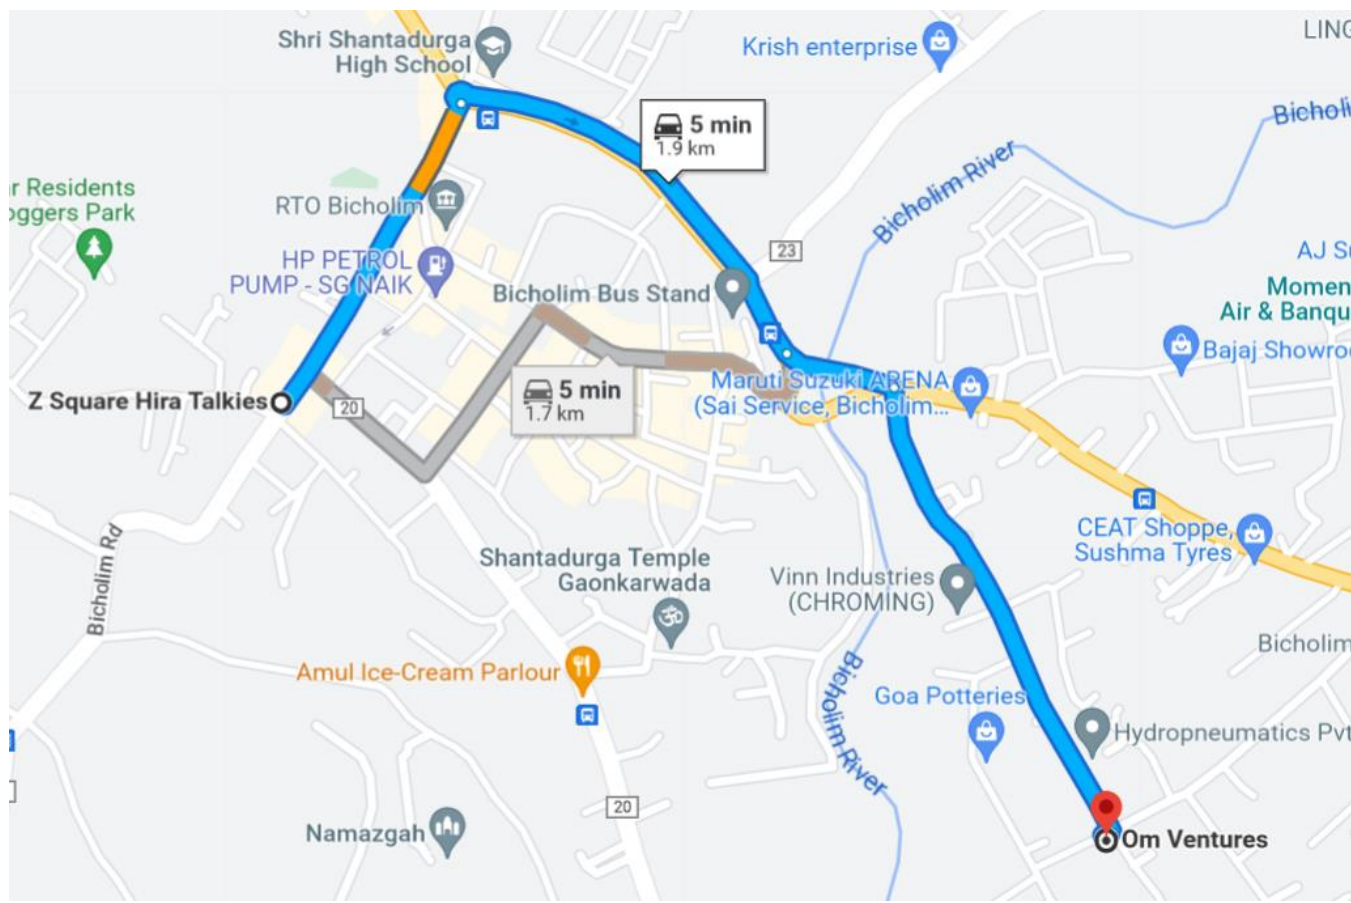 LING
Shri Shantadurga
High School
Krish enterprise
5 min
1.9 km
Bicholi
Bicholim River
r Residents
oggers Park
RTO Bicholim
23
HP PETROL
PUMP - SG NAIK
AJ Su
Bicholim Bus Stand
Momen
Air & Banqu
Bajaj Showroo
Maruti Suzuki ARENA
(Sai Service, Bicholim...
5 min
1.7 km
Z Square Hira Talkies
20
CEAT Shoppe,
Sushma Tyres
Bicholim Rd
Shantadurga Temple
Gaonkarwada
Vinn Industries
(CHROMING)
Bicholim
Amul Ice-Cream Parlour
Bicholim River
Goa Potteries
Hydropneumatics Pvt
20
Namazgah
Om Ventures